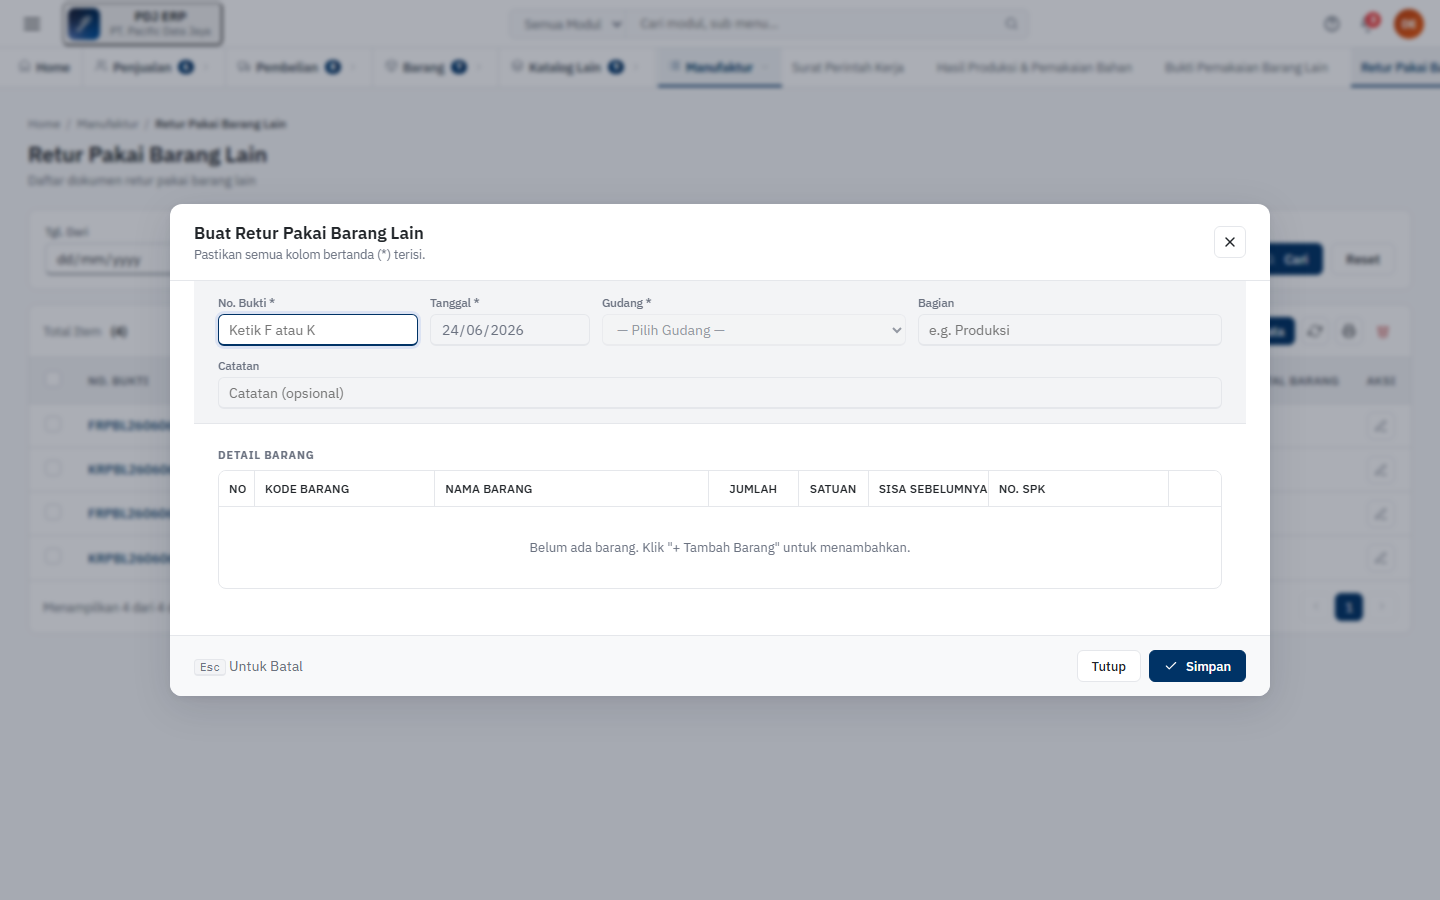 PDJ ERP
PT. Pacific Data Jaya
Semua Modul
Cari modul, sub menu...
Home
Penjualan
Pembelian
Barang
Katalog Lain
Manufaktur
Surat Perintah Kerja
Hasil Produksi & Pemakaian Bahan
Bukti Pemakaian Barang Lain
Retur Pakai Ba
Home / Manufaktur / Retur Pakai Barang Lain
Retur Pakai Barang Lain
Daftar dokumen retur pakai barang lain
Tgl. Dari
dd/mm/yyyy
Cari
Reset
Total Item (4)
NO. BUKTI
BARANG
AKSI
Menampilkan 4 dari 4
1
Buat Retur Pakai Barang Lain
Pastikan semua kolom bertanda (*) terisi.
No. Bukti *
Tanggal *
Gudang *
Bagian
Ketik F atau K
24/06/2026
— Pilih Gudang —
e.g. Produksi
Catatan
Catatan (opsional)
DETAIL BARANG
NO
KODE BARANG
NAMA BARANG
JUMLAH
SATUAN
SISA SEBELUMNYA
NO. SPK
Belum ada barang. Klik "+ Tambah Barang" untuk menambahkan.
Esc Untuk Batal
Tutup
Simpan